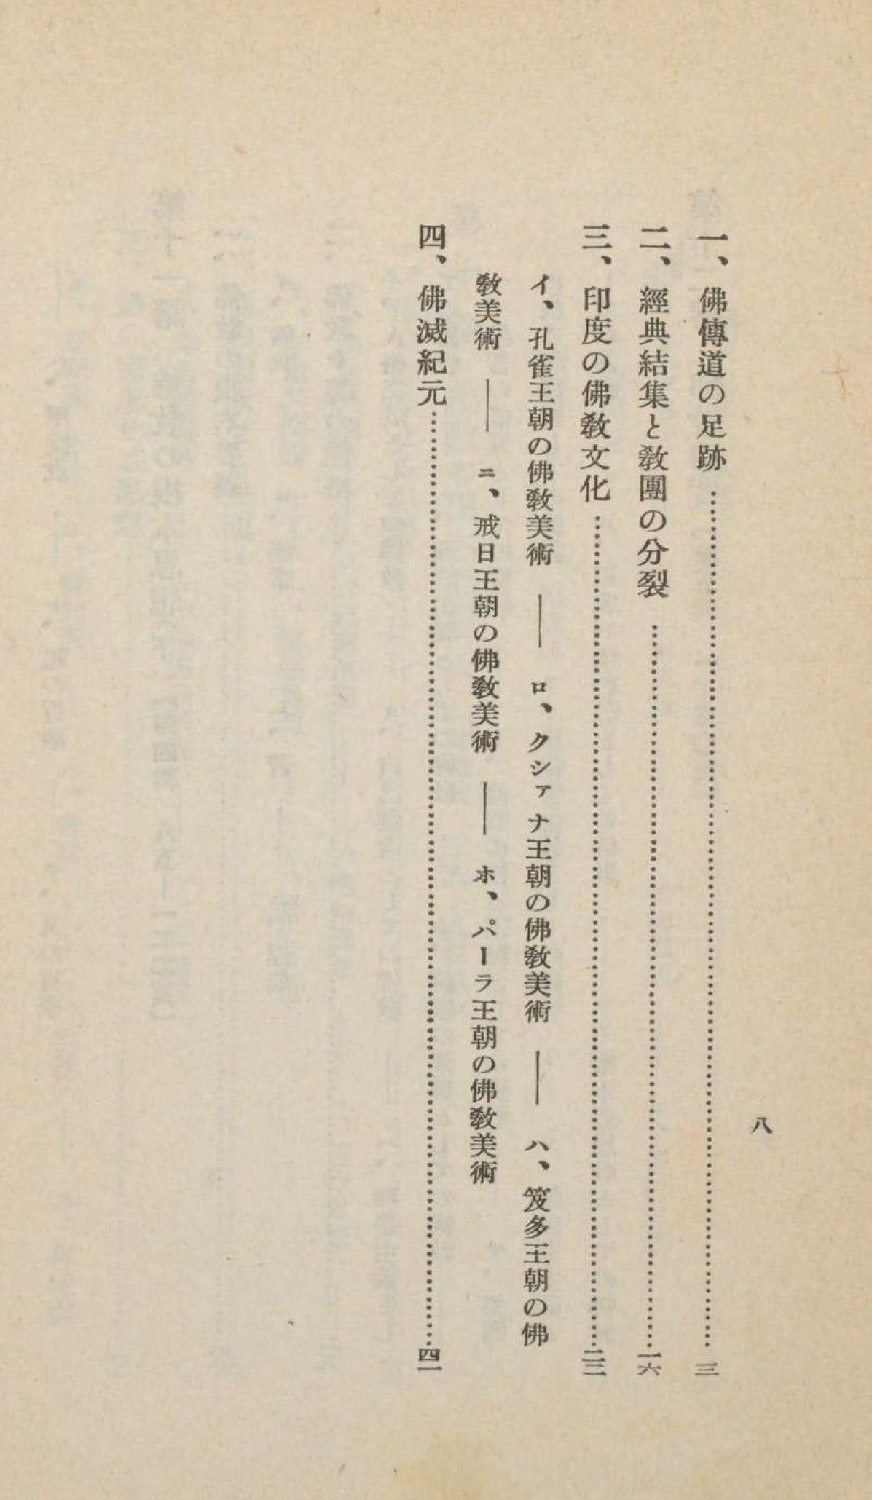 八
一、佛傳道の足跡…………三
二、經典結集と敎團の分裂…………一六
三、印度の佛敎文化…………二三
イ、孔雀王朝の佛敎美術 —— ロ、クシァナ王朝の佛敎美術 —— ハ、笈多王朝の佛
敎美術 —— ニ、戒日王朝の佛敎美術 —— ホ、パーラ王朝の佛敎美術
四、佛滅紀元…………四一